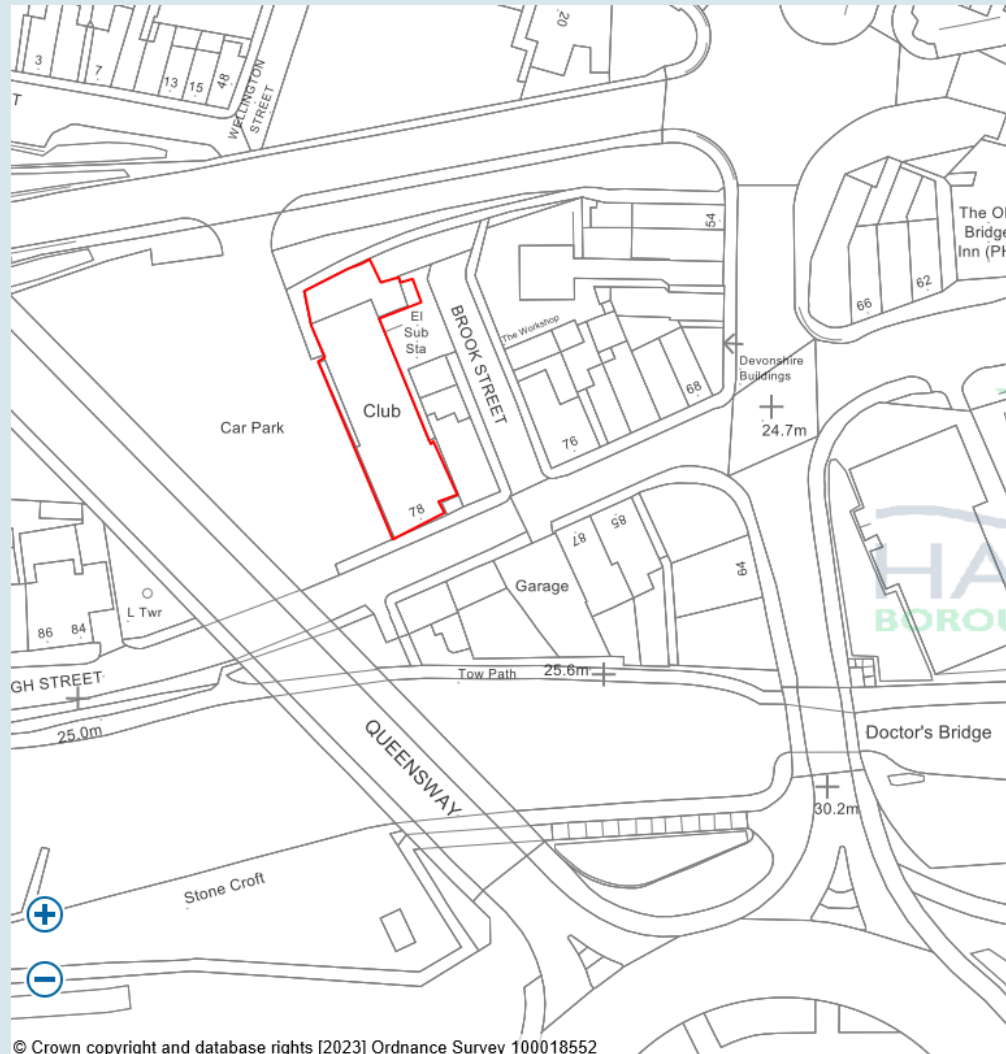 20
3
7
13 15 48
WELLINGTON
STREET
T
54
The Ol
Bridge
Inn (PH
66
62
El
Sub
Sta
BROOK STREET
The Workshop
Devonshire
Buildings
68
Club
Car Park
24.7m
76
78
85
87
64
Garage
HA
BOROU
L Twr
86 84
GH STREET
Tow Path
25.6m
25.0m
QUEENSWAY
Doctor's Bridge
30.2m
Stone Croft
+
−
© Crown copyright and database rights [2023] Ordnance Survey 100018552